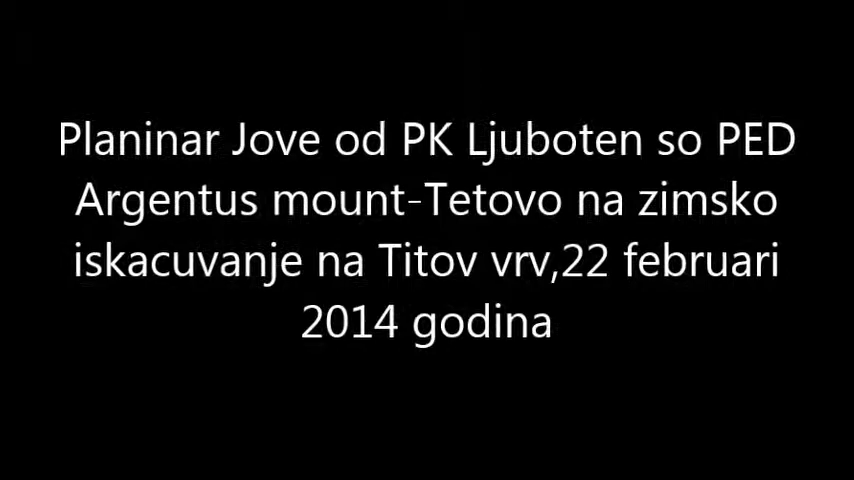 Planinar Jove od PK Ljuboten so PED
Argentus mount-Tetovo na zimsko
iskacuvanje na Titov vrv,22 februari
2014 godina